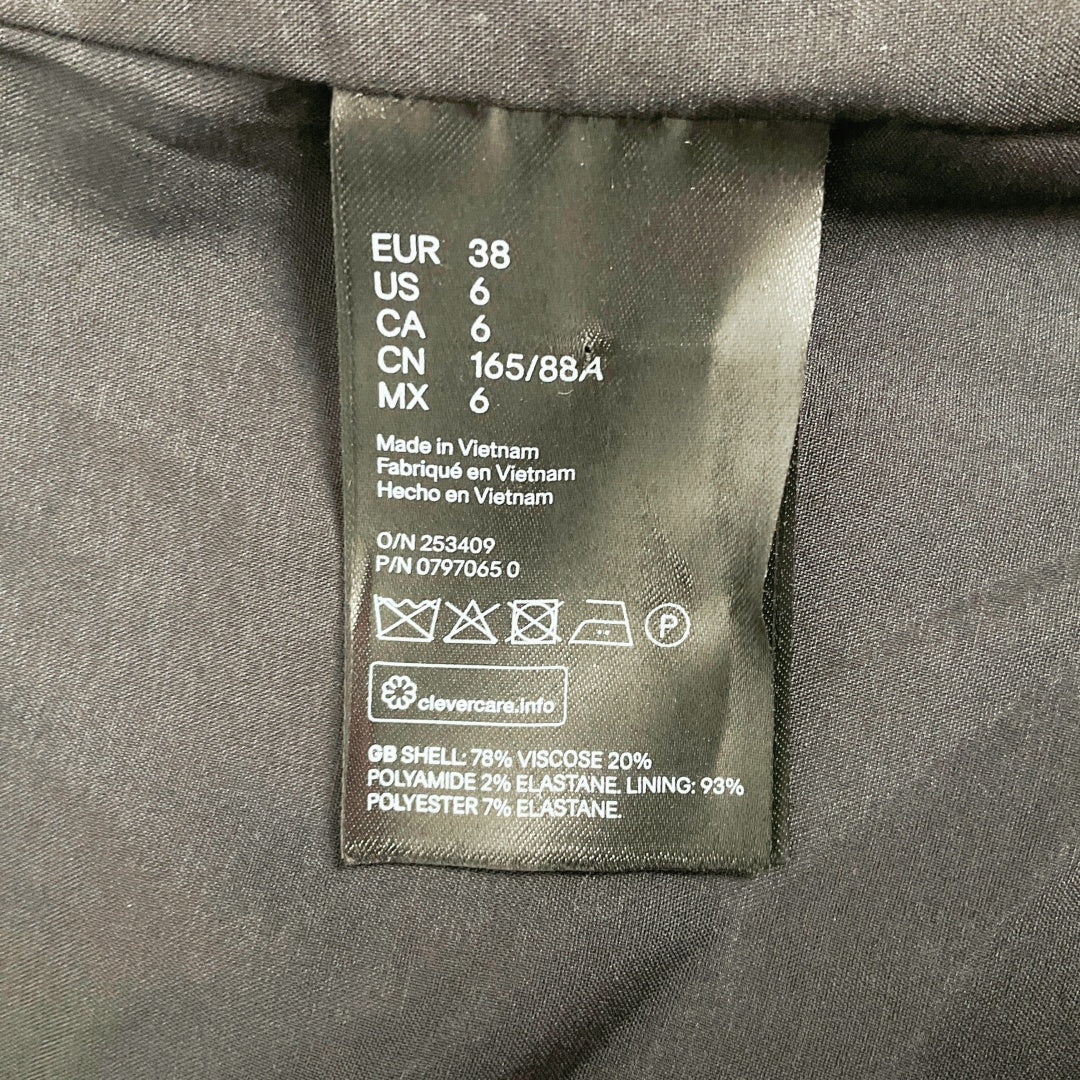 EUR 38
US 6
CA 6
CN 165/88A
MX 6
Made in Vietnam
Fabriqué en Vietnam
Hecho en Vietnam
O/N 253409
P/N 0797065 0
P
clevercare.info
GB SHELL: 78% VISCOSE 20%
POLYAMIDE 2% ELASTANE. LINING: 93%
POLYESTER 7% ELASTANE.